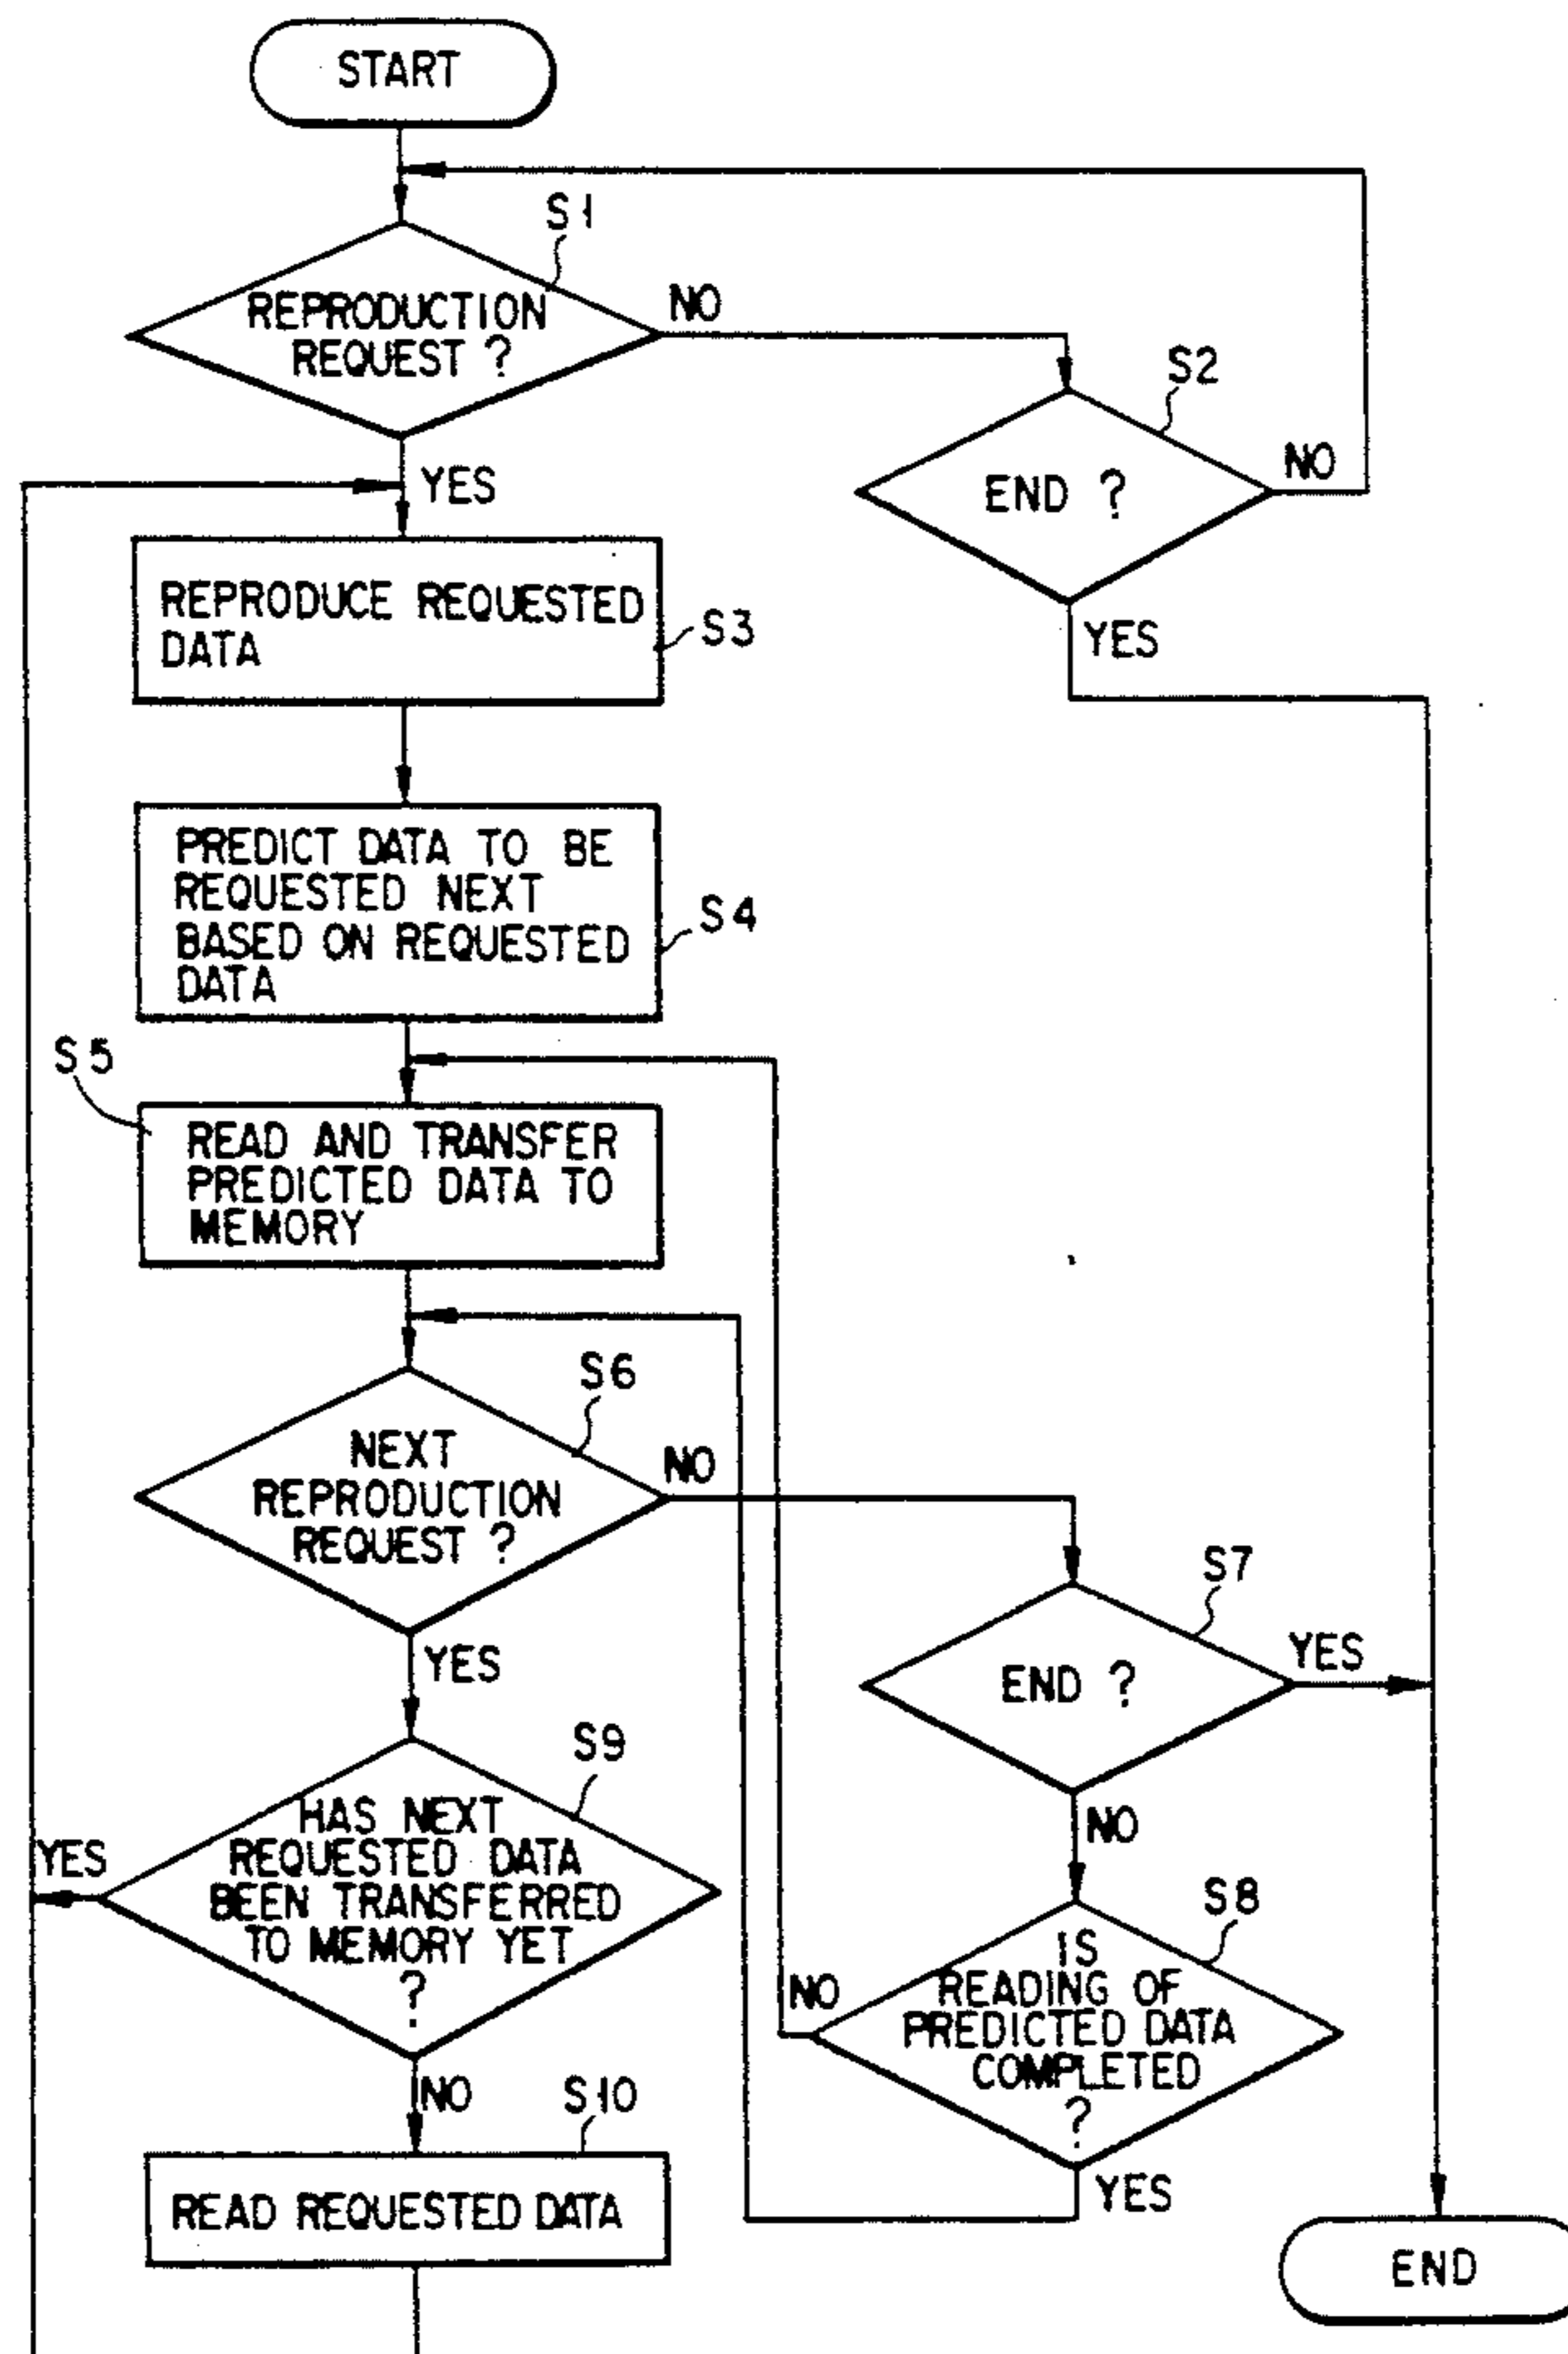 START
S1
REPRODUCTION
REQUEST ?
NO
S2
END ?
NO
YES
YES
REPRODUCE REQUESTED
DATA
S3
PREDICT DATA TO BE
REQUESTED NEXT
BASED ON REQUESTED
DATA
S4
S5
READ AND TRANSFER
PREDICTED DATA TO
MEMORY
S6
NEXT
REPRODUCTION
REQUEST ?
NO
S7
END ?
YES
YES
NO
S9
HAS NEXT
REQUESTED DATA
BEEN TRANSFERRED
TO MEMORY YET
?
YES
S8
IS
READING OF
PREDICTED DATA
COMPLETED
?
NO
YES
NO
S10
READ REQUESTED DATA
END